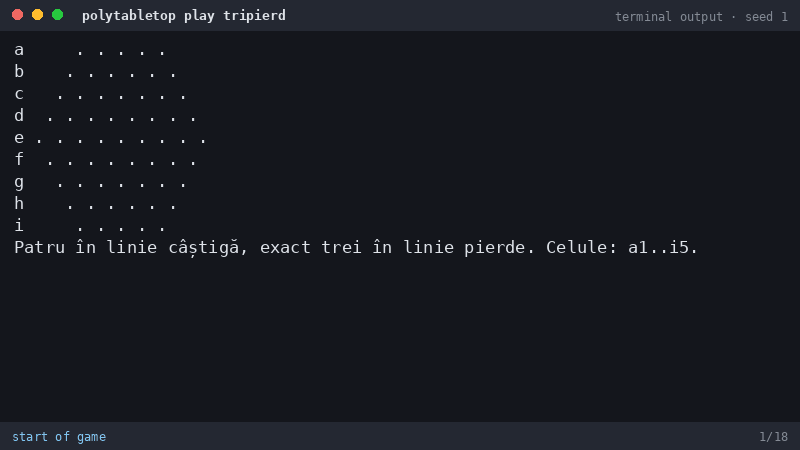 polytabletop play tripierd
terminal output · seed 1
a     . . . . .
b    . . . . . .
c   . . . . . . .
d  . . . . . . . .
e . . . . . . . . .
f  . . . . . . . .
g   . . . . . . .
h    . . . . . .
i     . . . . .
Patru în linie câștigă, exact trei în linie pierde. Celule: a1..i5.
start of game
1/18